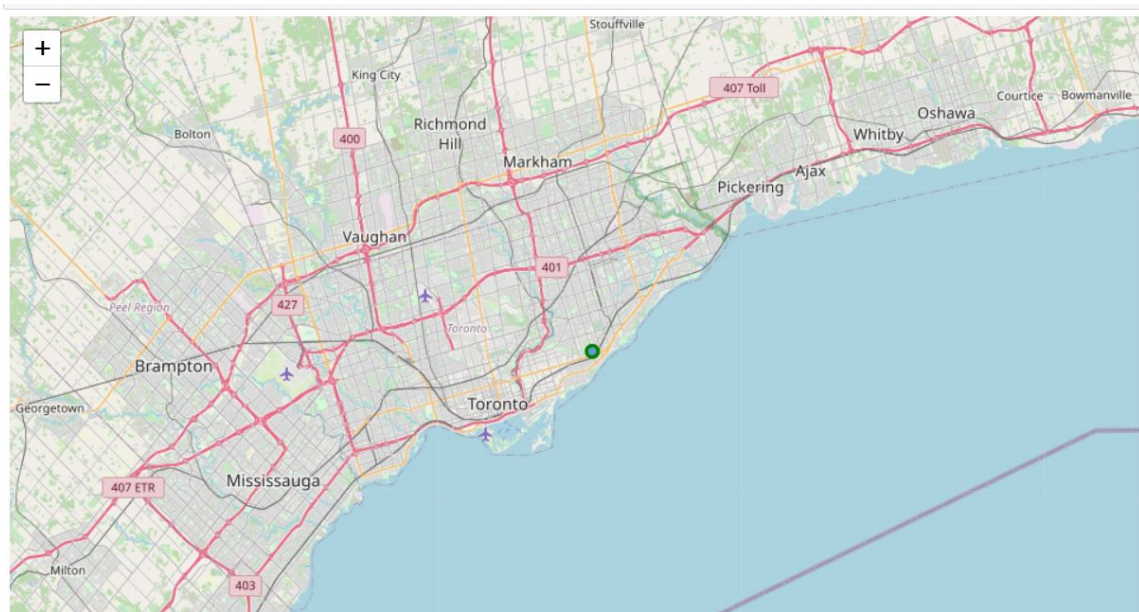 +
−
Stouffville
King City
407 Toll
Courtice
Bowmanville
Oshawa
Richmond
Hill
Bolton
400
Whitby
Markham
Ajax
Pickering
Vaughan
401
427
Peel Region
Toronto
Brampton
Georgetown
Toronto
Mississauga
407 ETR
Milton
403